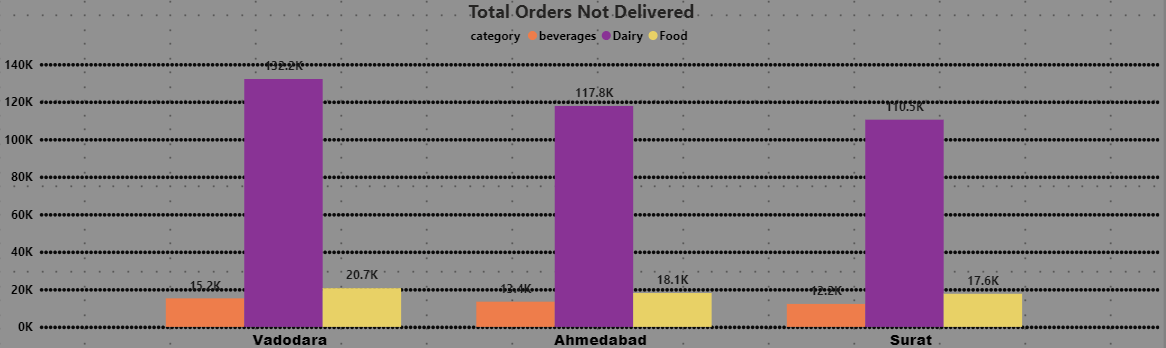 Total Orders Not Delivered
category beverages Dairy Food
140K
132.2K
120K
117.8K
110.5K
100K
80K
60K
40K
20K
15.2K 20.7K 13.4K 18.1K 12.2K 17.6K
0K
Vadodara Ahmedabad Surat